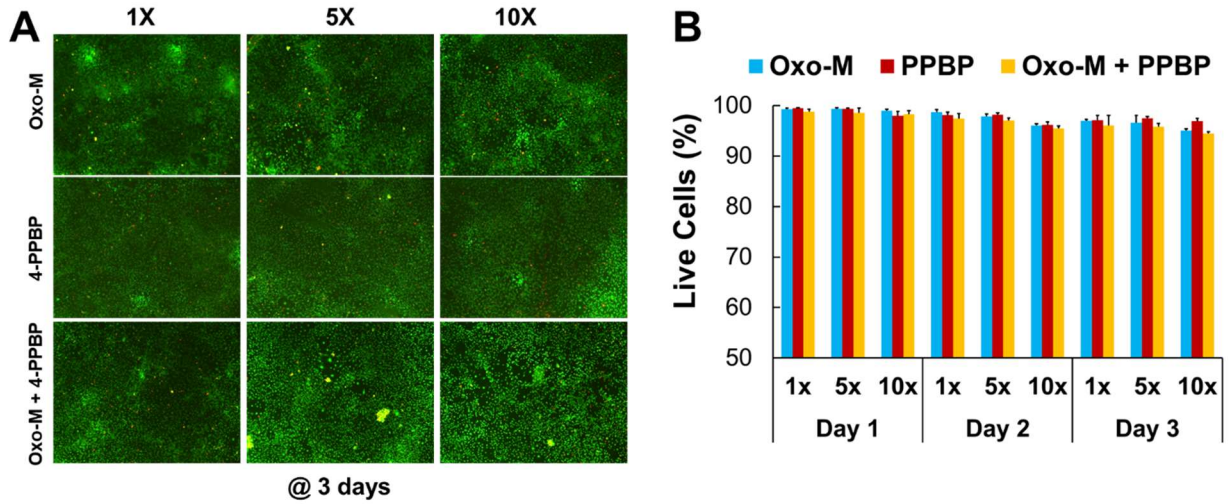 A
1X 5X 10X
Oxo-M
4-PPBP
Oxo-M + 4-PPBP
@ 3 days
B
Oxo-M PPBP Oxo-M + PPBP
Live Cells (%)
100
90
80
70
60
50
1x 5x 10x 1x 5x 10x 1x 5x 10x
Day 1 Day 2 Day 3